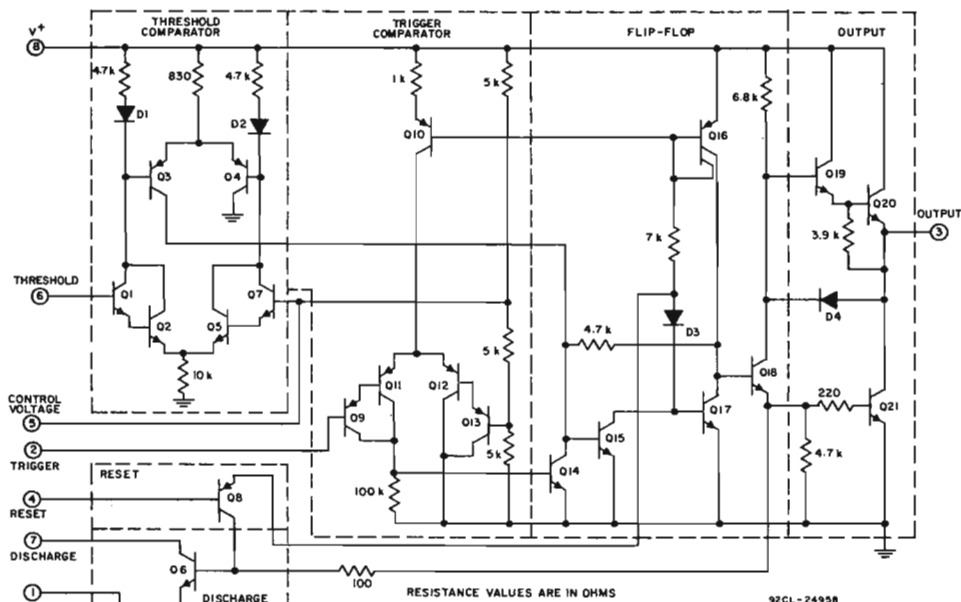 THRESHOLD
COMPARATOR
TRIGGER
COMPARATOR
FLIP-FLOP
OUTPUT
V+
8
4.7k
830
4.7k
1k
5k
6.8k
D1
D2
Q10
Q16
Q3
Q4
Q19
Q20
OUTPUT
3
3.9k
7k
THRESHOLD
6
Q1
Q7
Q2
Q5
D4
D3
4.7k
5k
10k
Q11
Q12
Q18
CONTROL
VOLTAGE
5
Q9
Q13
Q17
220
Q21
2
TRIGGER
5k
Q15
4.7k
RESET
Q14
100k
4
RESET
Q8
7
DISCHARGE
Q6
100
1
DISCHARGE
RESISTANCE VALUES ARE IN OHMS
92CL-24958